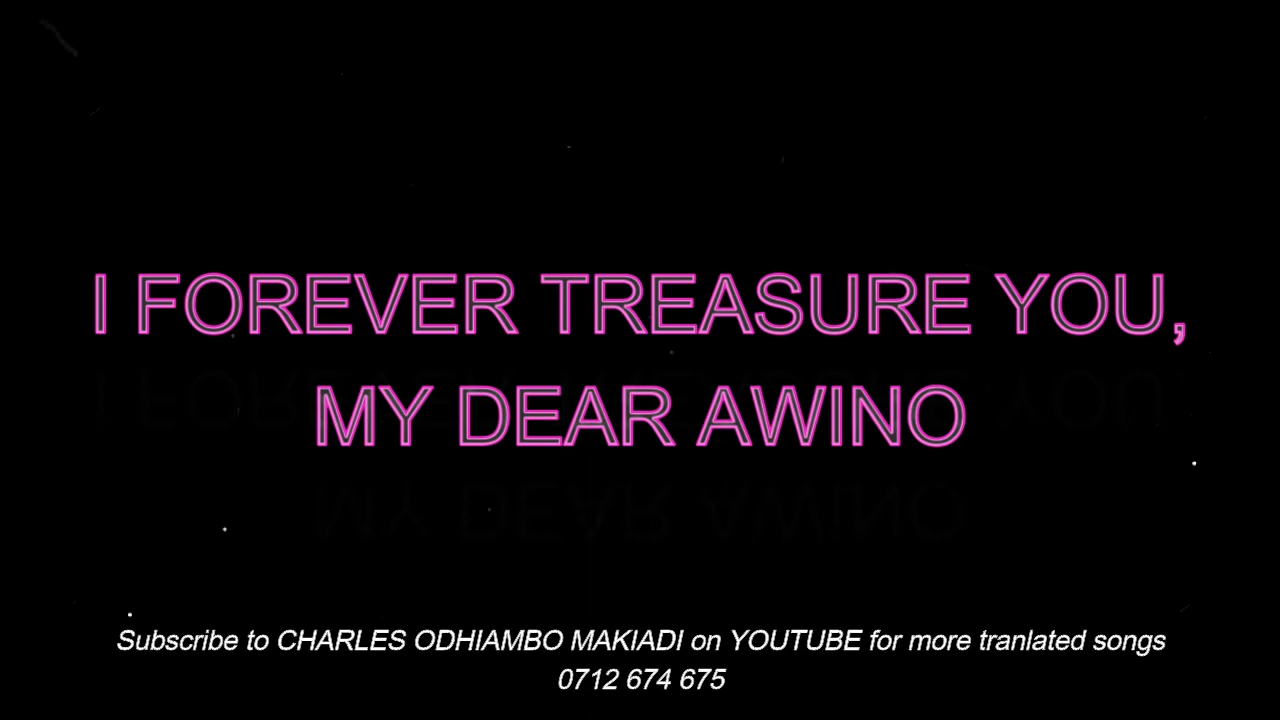 I FOREVER TREASURE YOU,
MY DEAR AWINO
Subscribe to CHARLES ODHIAMBO MAKIADI on YOUTUBE for more tranlated songs
0712 674 675